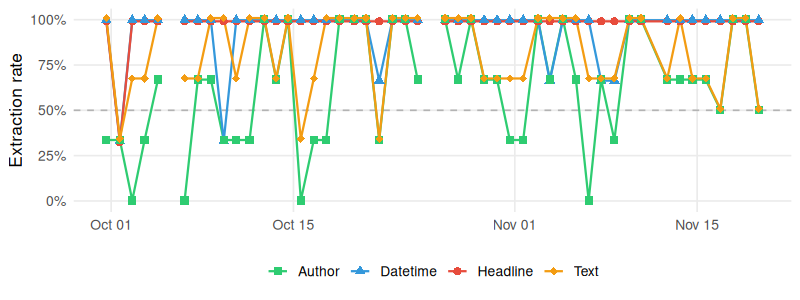 100%
75%
50%
25%
0%
Extraction rate
Oct 01 Oct 15 Nov 01 Nov 15
Author Datetime Headline Text